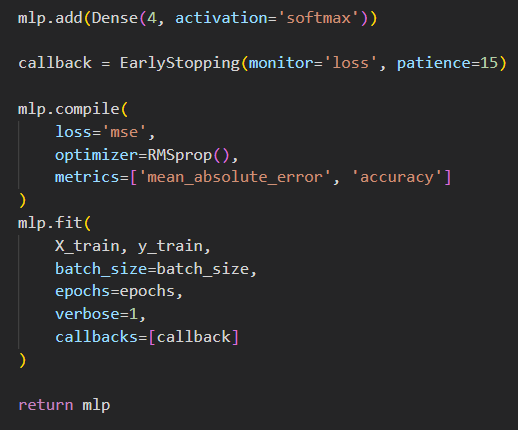 mlp.add(Dense(4, activation='softmax'))
callback = EarlyStopping(monitor='loss', patience=15)
mlp.compile(
loss='mse',
optimizer=RMSprop(),
metrics=['mean_absolute_error', 'accuracy']
)
mlp.fit(
X_train, y_train,
batch_size=batch_size,
epochs=epochs,
verbose=1,
callbacks=[callback]
)
return mlp